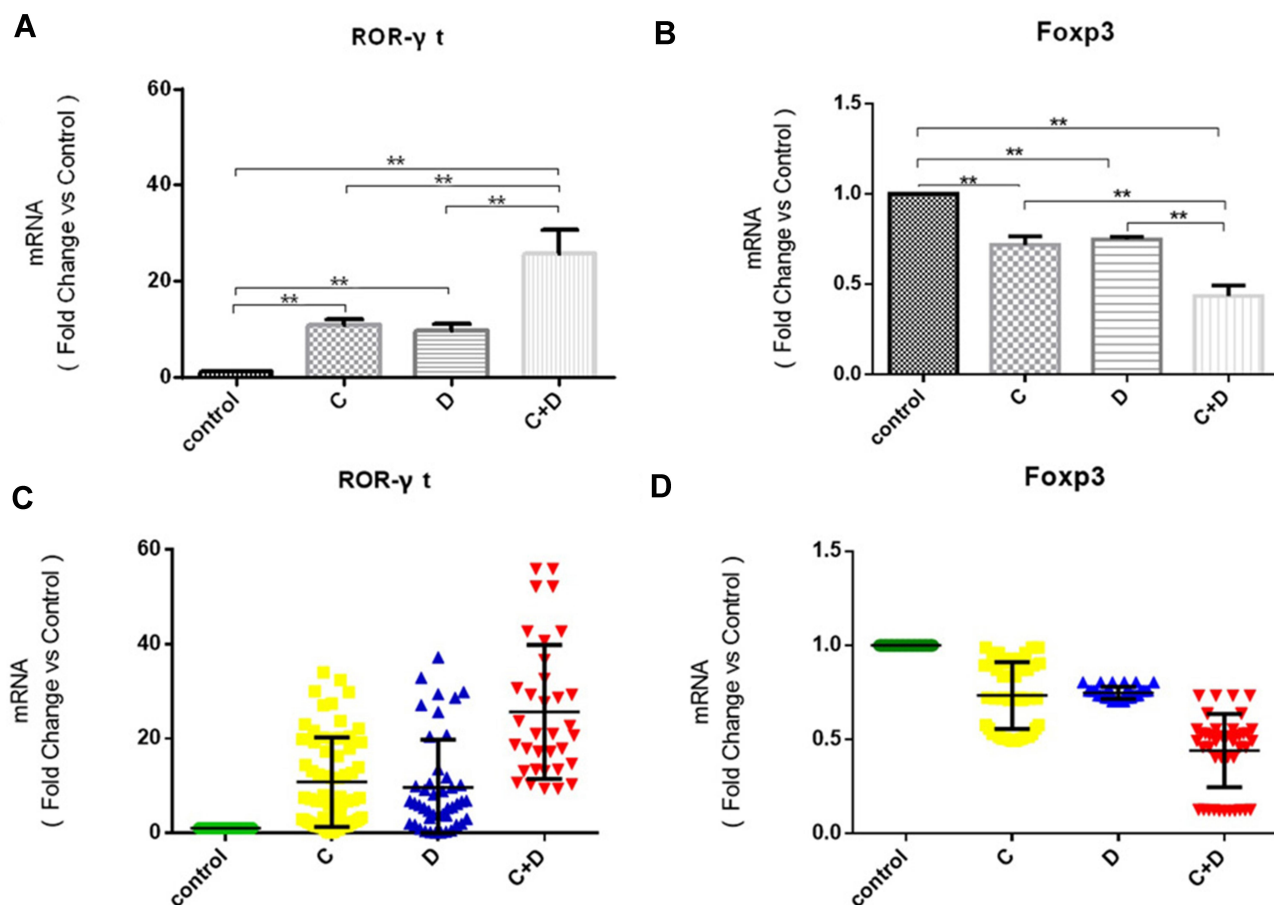 A
ROR-γ t
mRNA
( Fold Change vs Control )
60
40
20
0
**
**
**
**
**
control
C
D
C+D
B
Foxp3
mRNA
( Fold Change vs Control )
1.5
1.0
0.5
0.0
**
**
**
**
**
control
C
D
C+D
C
ROR-γ t
mRNA
( Fold Change vs Control )
60
40
20
0
control
C
D
C+D
D
Foxp3
mRNA
( Fold Change vs Control )
1.5
1.0
0.5
0.0
control
C
D
C+D